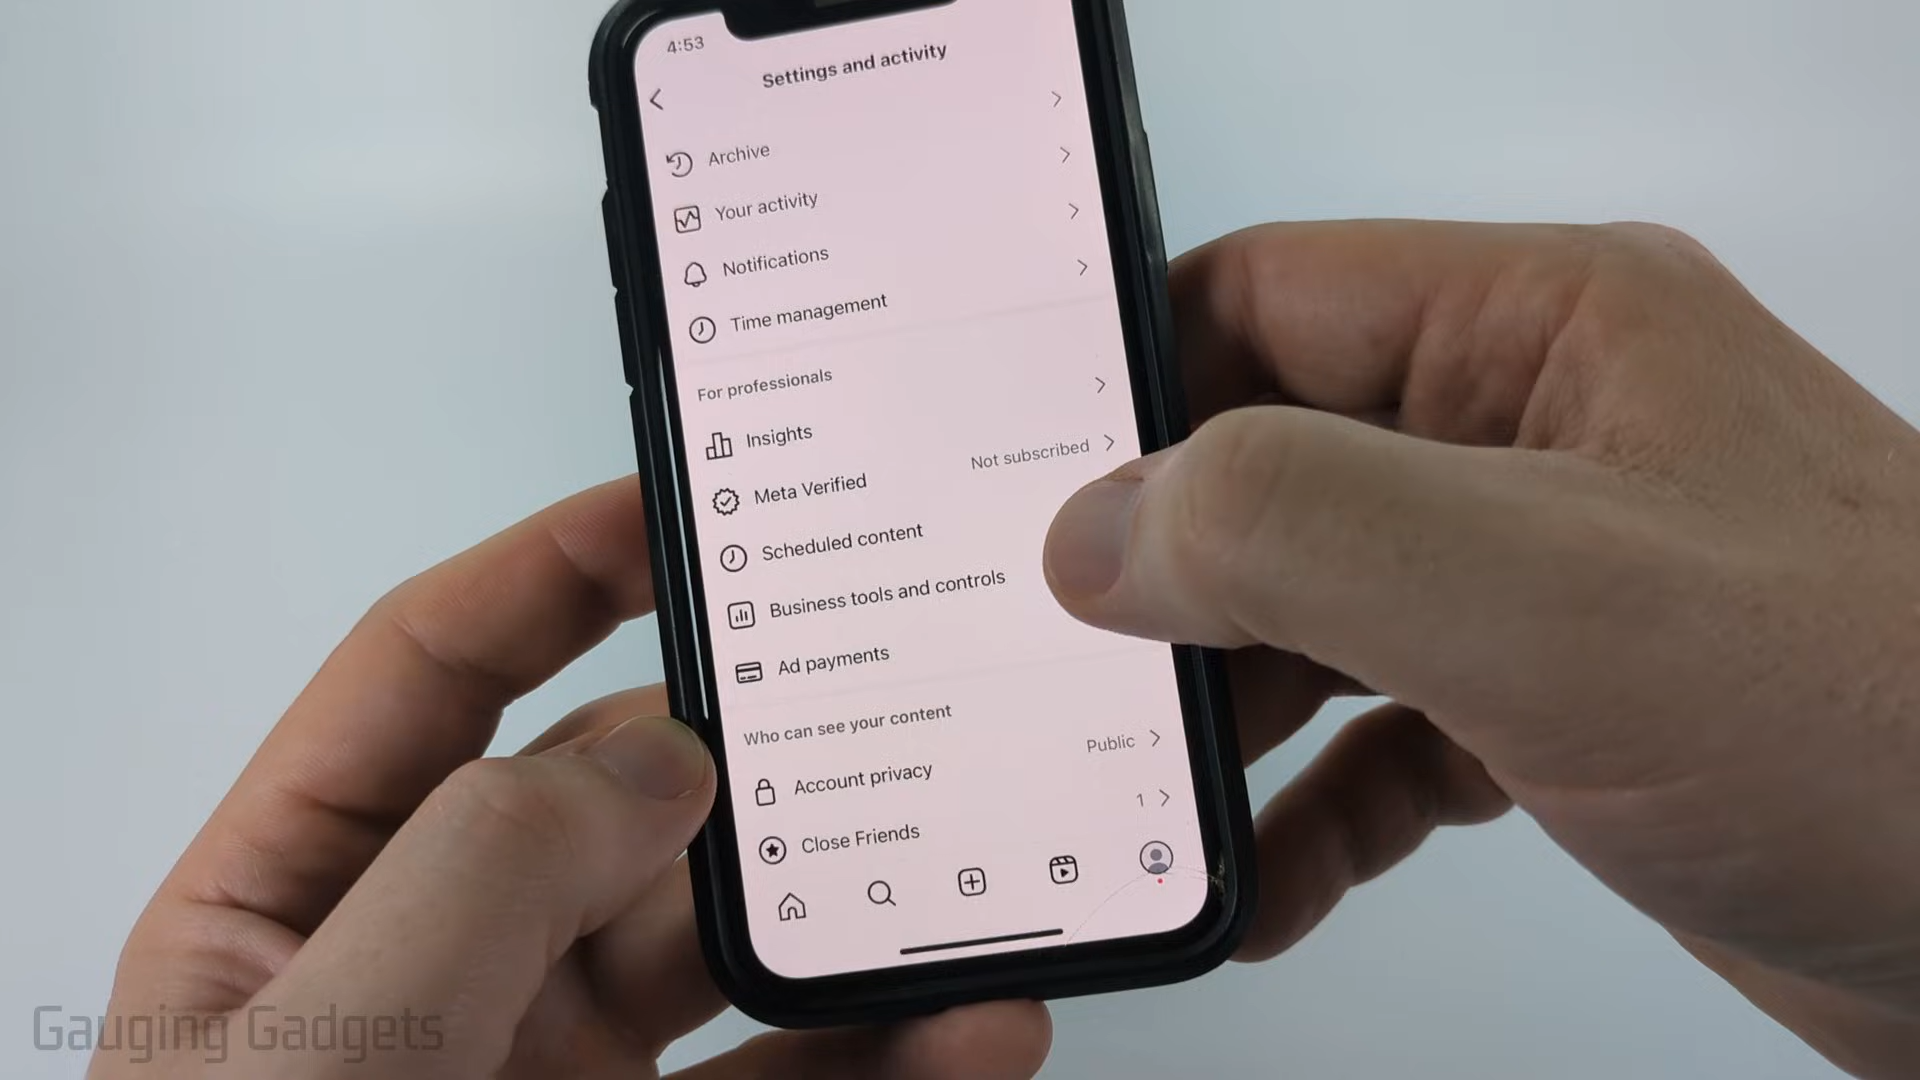 4:53
Settings and activity
Archive
Your activity
Notifications
Time management
For professionals
Insights
Meta Verified Not subscribed
Scheduled content
Business tools and controls
Ad payments
Who can see your content
Account privacy Public
Close Friends 1
Gauging Gadgets